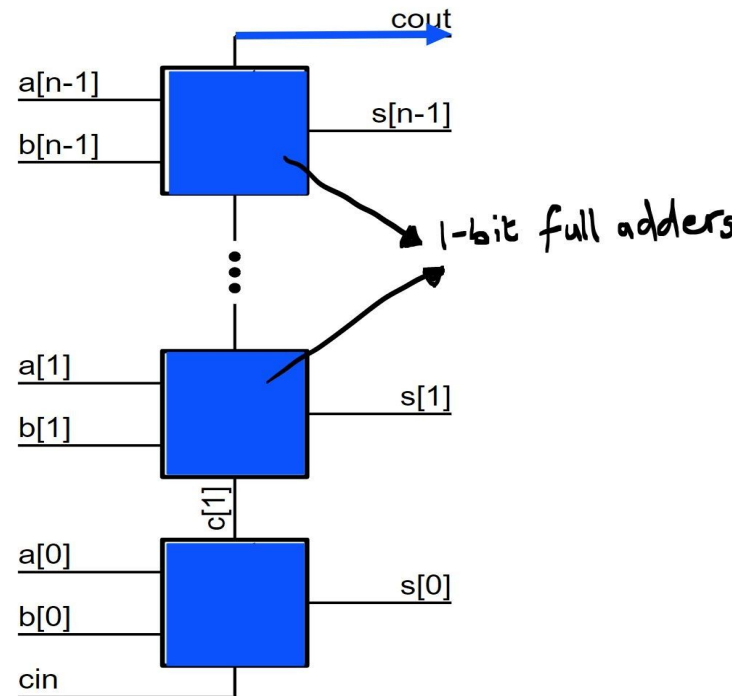 cout
a[n-1]
s[n-1]
b[n-1]
1-bit full adders
a[1]
s[1]
b[1]
c[1]
a[0]
s[0]
b[0]
cin